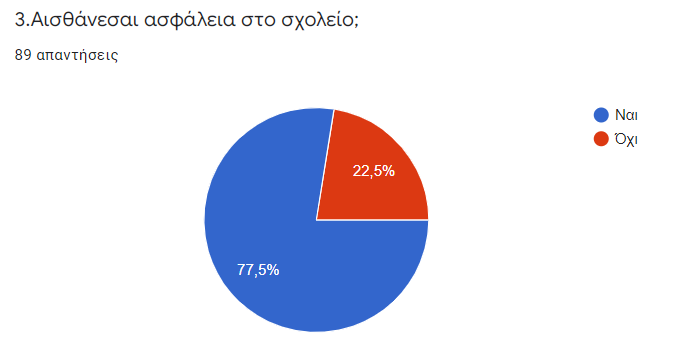 3.Αισθάνεσαι ασφάλεια στο σχολείο;
89 απαντήσεις
Ναι
Όχι
22,5%
77,5%